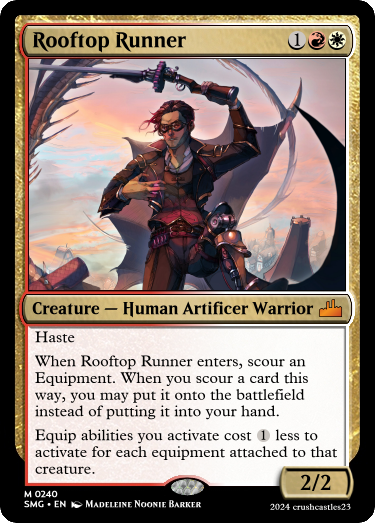 Rooftop Runner 1
Creature — Human Artificer Warrior
Haste
When Rooftop Runner enters, scour an
Equipment. When you scour a card this
way, you may put it onto the battlefield
instead of putting it into your hand.
Equip abilities you activate cost 1 less to
activate for each equipment attached to that
creature.
2/2
M 0240
SMG • EN Madeleine Noonie Barker
2024 crushcastles23